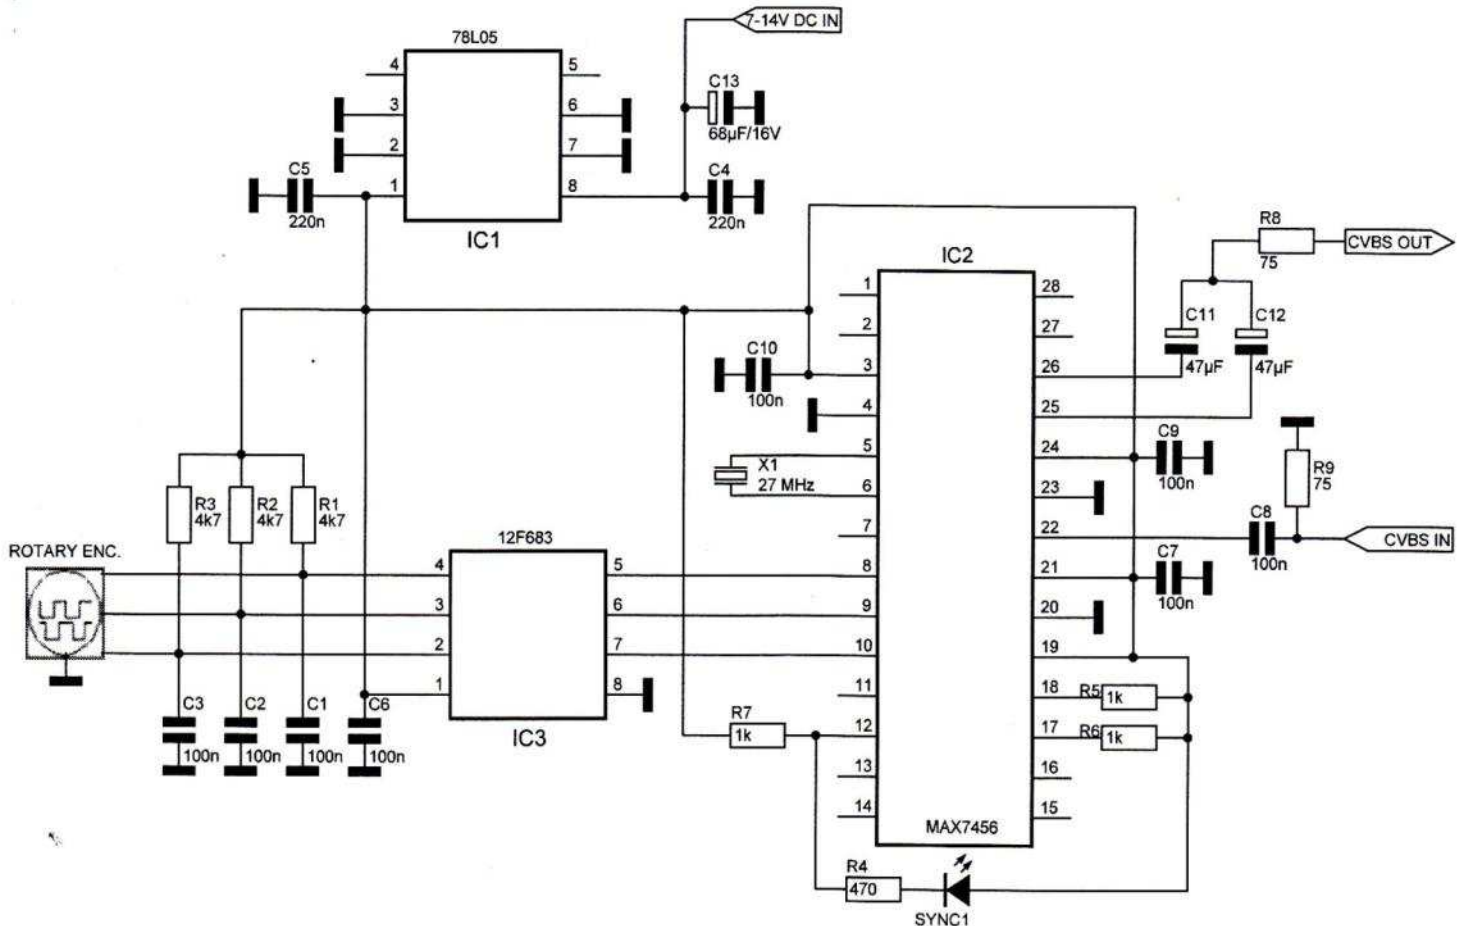 7-14V DC IN
78L05
4
5
3
6
2
7
1
8
C13
68µF/16V
C5
220n
C4
220n
IC1
R8
75
CVBS OUT
IC2
1
28
2
27
C11
C12
47µF
47µF
C10
100n
3
26
4
25
5
24
C9
100n
X1
27 MHz
6
23
R9
75
7
22
C8
100n
CVBS IN
R3
4k7
R2
4k7
R1
4k7
ROTARY ENC.
12F683
4
5
8
21
C7
100n
3
6
9
20
2
7
10
19
1
8
11
18
R5
1k
C3
100n
C2
100n
C1
100n
C6
100n
IC3
R7
1k
12
17
R6
1k
13
16
14
15
MAX7456
R4
470
SYNC1